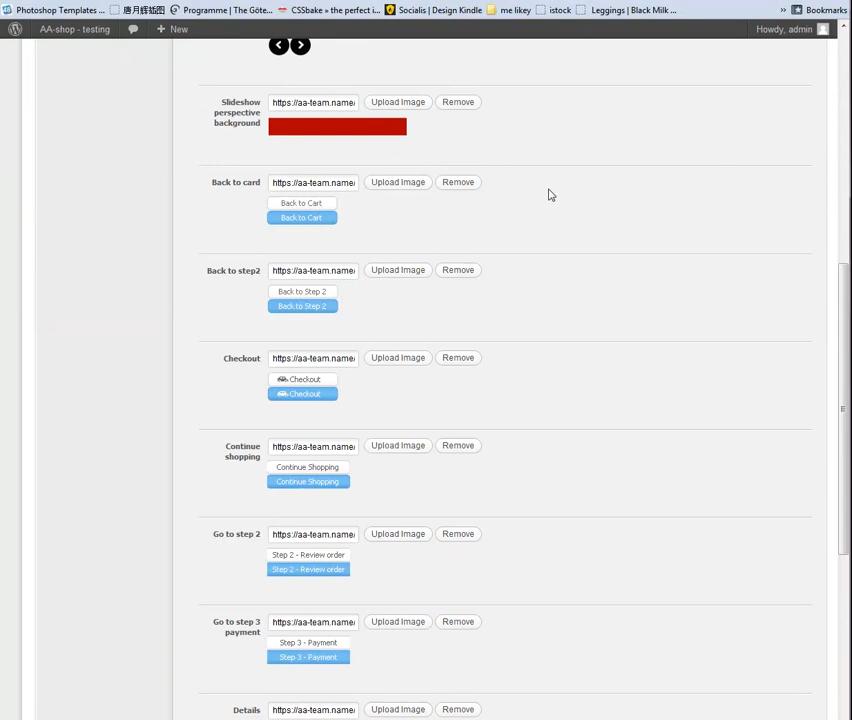 Photoshop Templates ... 唐月辉插图 Programme | The Göte... CSSbake » the perfect i... Socialis | Design Kindle me likey istock Leggings | Black Milk ... » Bookmarks
AA-shop - testing + New Howdy, admin
Slideshow perspective background https://aa-team.name/ Upload Image Remove
Back to card https://aa-team.name/ Upload Image Remove
Back to Cart
Back to Cart
Back to step2 https://aa-team.name/ Upload Image Remove
Back to Step 2
Back to Step 2
Checkout https://aa-team.name/ Upload Image Remove
Checkout
Checkout
Continue shopping https://aa-team.name/ Upload Image Remove
Continue Shopping
Continue Shopping
Go to step 2 https://aa-team.name/ Upload Image Remove
Step 2 - Review order
Step 2 - Review order
Go to step 3 payment https://aa-team.name/ Upload Image Remove
Step 3 - Payment
Step 3 - Payment
Details https://aa-team.name/ Upload Image Remove